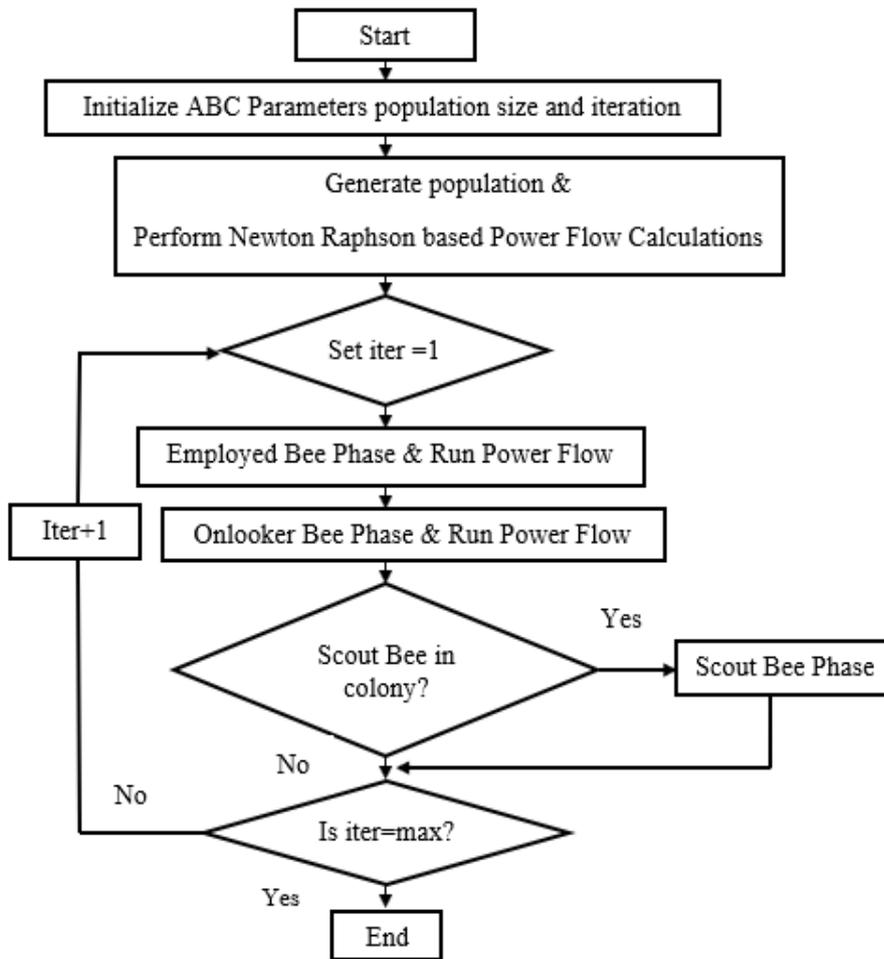 Start
Initialize ABC Parameters population size and iteration
Generate population &
Perform Newton Raphson based Power Flow Calculations
Set iter =1
Employed Bee Phase & Run Power Flow
Iter+1
Onlooker Bee Phase & Run Power Flow
Yes
Scout Bee in
colony?
Scout Bee Phase
No
No
Is iter=max?
Yes
End